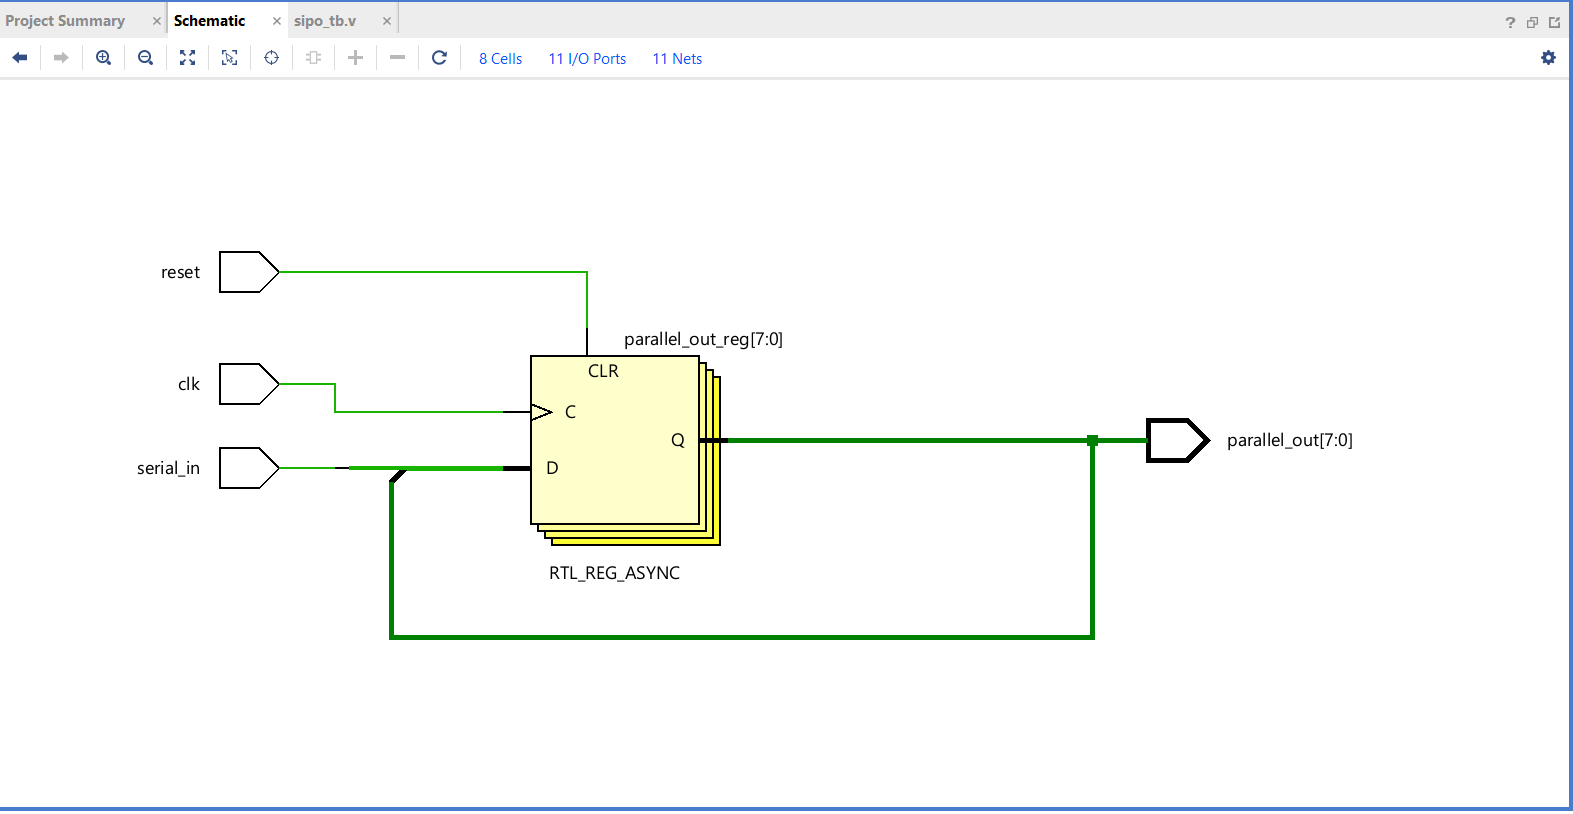 Project Summary
Schematic
sipo_tb.v
?
8 Cells
11 I/O Ports
11 Nets
reset
parallel_out_reg[7:0]
CLR
clk
C
Q
parallel_out[7:0]
serial_in
D
RTL_REG_ASYNC